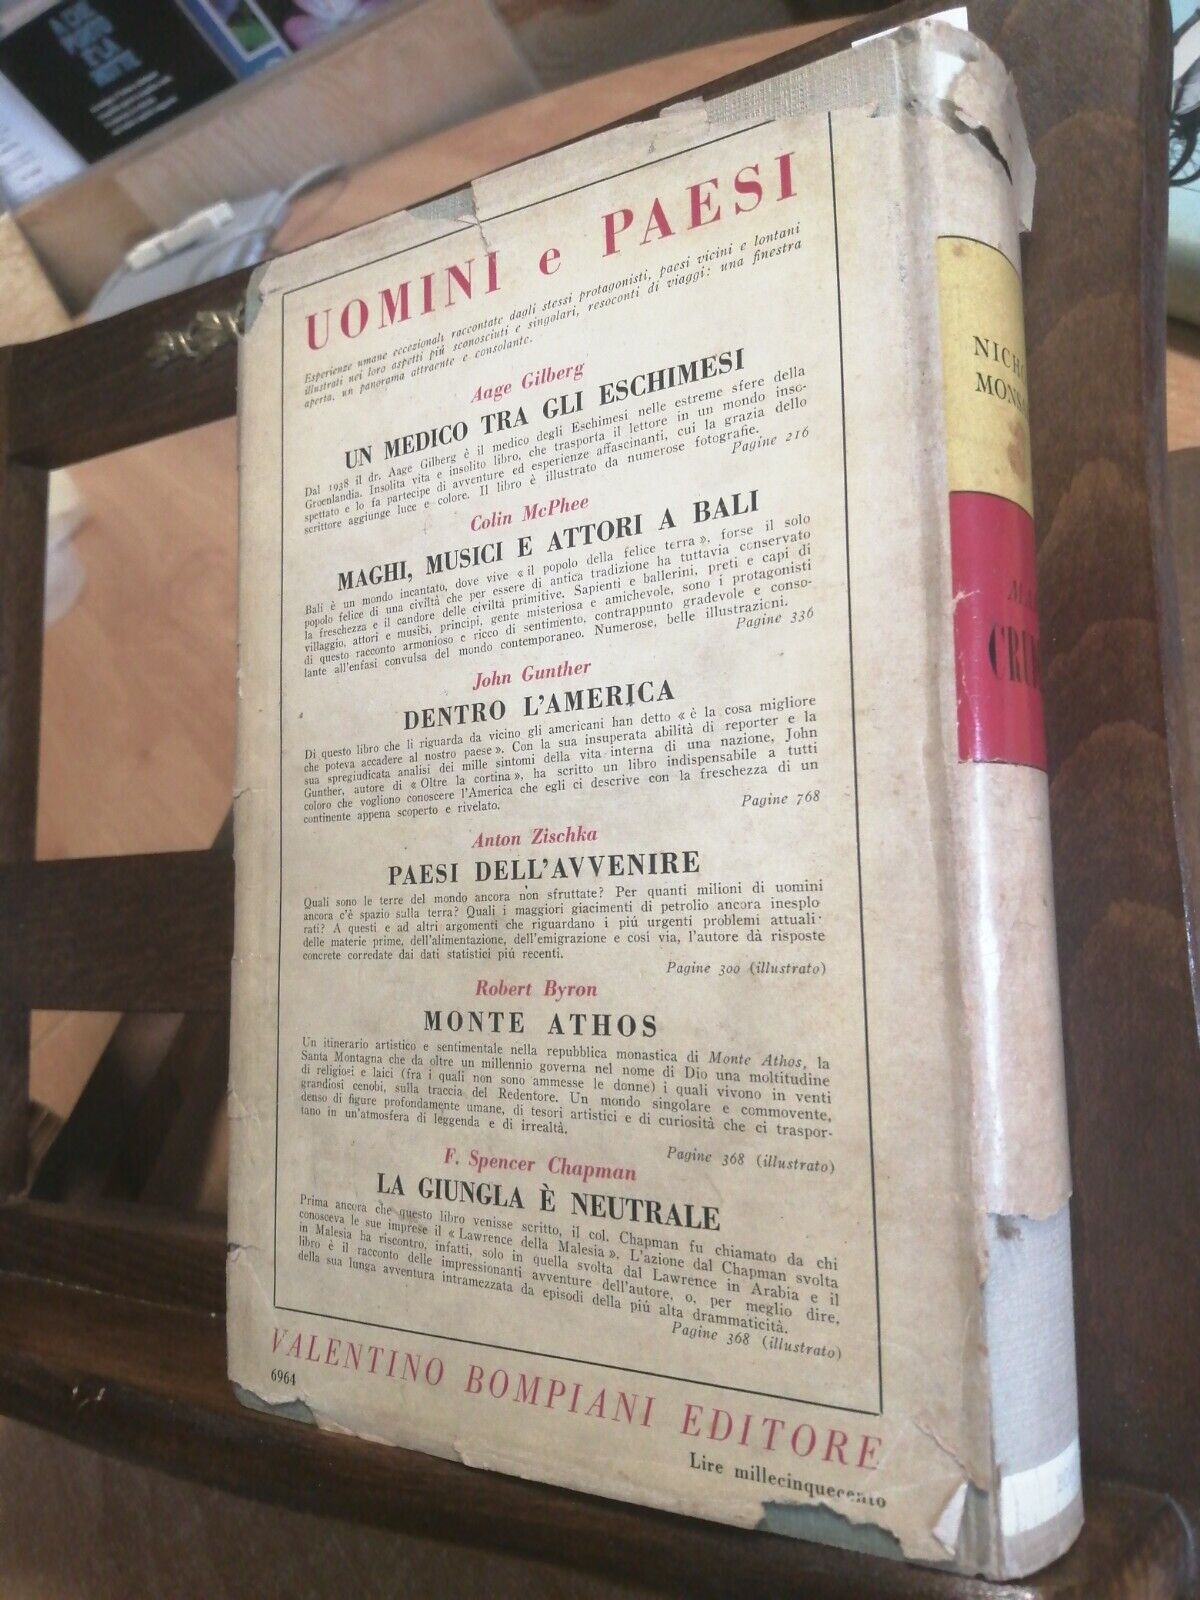 UOMINI e PAESI
Esperienze umane eccezionali raccontate dagli stessi protagonisti, paesi vicini e lontani
illustrati nei loro aspetti piú sconosciuti e singolari, resoconti di viaggi: una finestra
aperta, un panorama attraente e consolante.
Aage Gilberg
UN MEDICO TRA GLI ESCHIMESI
Dal 1938 il dr. Aage Gilberg è il medico degli Eschimesi nelle estreme sfere della
Groenlandia. Insolita vita e insolito libro, che trasporta il lettore in un mondo inso-
spettato e lo fa partecipe di avventure ed esperienze affascinanti, cui la grazia dello
scrittore aggiunge luce e colore. Il libro è illustrato da numerose fotografie.
Pagine 216
Colin McPhee
MAGHI, MUSICI E ATTORI A BALI
Bali è un mondo incantato, dove vive « il popolo della felice terra », forse il solo
popolo felice di una civiltà che per essere di antica tradizione ha tuttavia conservato
la freschezza e il candore delle civiltà primitive. Sapienti e ballerini, preti e capi di
villaggio, attori e musici, principi, gente misteriosa e amichevole, sono i protagonisti
di questo racconto armonioso e ricco di sentimento, contrappunto gradevole e conso-
lante all'enfasi convulsa del mondo contemporaneo. Numerose, belle illustrazioni.
Pagine 336
John Gunther
DENTRO L'AMERICA
Di questo libro che li riguarda da vicino gli americani han detto « è la cosa migliore
che poteva accadere al nostro paese ». Con la sua insuperata abilità di reporter e la
sua spregiudicata analisi dei mille sintomi della vita interna di una nazione, John
Gunther, autore di « Oltre la cortina », ha scritto un libro indispensabile a tutti
coloro che vogliono conoscere l'America che egli ci descrive con la freschezza di un
continente appena scoperto e rivelato.
Pagine 768
Anton Zischka
PAESI DELL'AVVENIRE
Quali sono le terre del mondo ancora non sfruttate? Per quanti milioni di uomini
ancora c'è spazio sulla terra? Quali i maggiori giacimenti di petrolio ancora inesplo
rati? A questi e ad altri argomenti che riguardano i piú urgenti problemi attuali:
delle materie prime, dell'alimentazione, dell'emigrazione e cosí via, l'autore dà risposte
concrete corredate dai dati statistici piú recenti.
Pagine 300 (illustrato)
Robert Byron
MONTE ATHOS
Un itinerario artistico e sentimentale nella repubblica monastica di Monte Athos, la
Santa Montagna che da oltre un millennio governa nel nome di Dio una moltitudine
di religiosi e laici (fra i quali non sono ammesse le donne) i quali vivono in venti
grandiosi cenobi, sulla traccia del Redentore. Un mondo singolare e commovente,
denso di figure profondamente umane, di tesori artistici e di curiosità che ci traspor-
tano in un'atmosfera di leggenda e di irrealtà.
Pagine 368 (illustrato)
F. Spencer Chapman
LA GIUNGLA È NEUTRALE
Prima ancora che questo libro venisse scritto, il col. Chapman fu chiamato da chi
conosceva le sue imprese il « Lawrence della Malesia ». L'azione dal Chapman svolta
in Malesia ha riscontro, infatti, solo in quella svolta dal Lawrence in Arabia e il
libro è il racconto delle impressionanti avventure dell'autore, o, per meglio dire,
della sua lunga avventura intramezzata da episodi della piú alta drammaticità.
Pagine 368 (illustrato)
VALENTINO BOMPIANI EDITORE
6964
Lire millecinquecento
NICHO
MONS
MA
CRU